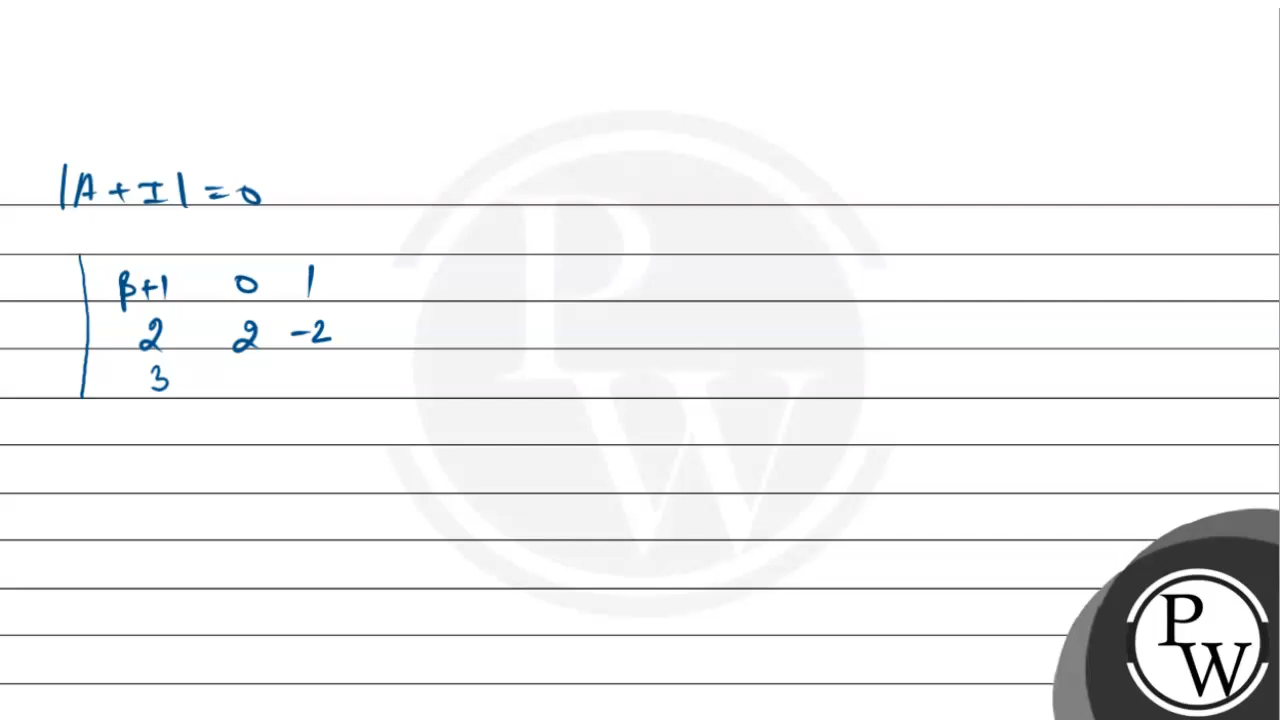 |A + I| = 0
β+1 0 1
2 2 -2
3
P
W
P
W